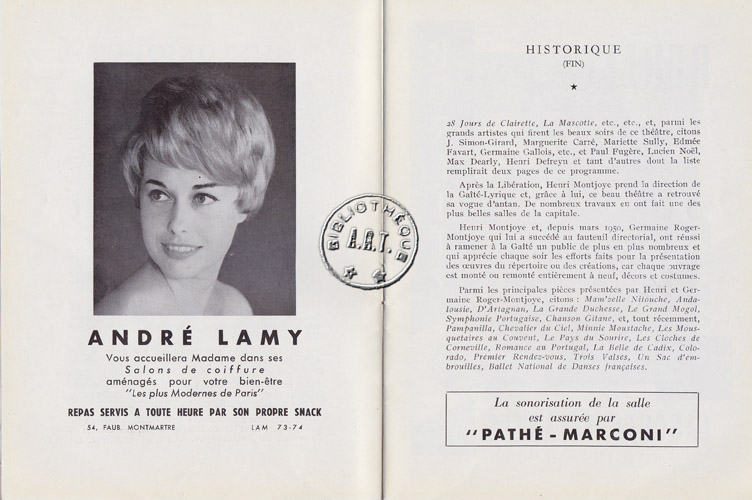 ANDRÉ LAMY
Vous accueillera Madame dans ses
Salons de coiffure
aménagés pour votre bien-être
"Les plus Modernes de Paris"
REPAS SERVIS A TOUTE HEURE PAR SON PROPRE SNACK
54, FAUB. MONTMARTRE LAM 73-74
BIBLIOTHÈQUE
A.R.T.
HISTORIQUE
(FIN)
28 Jours de Clairette, La Mascotte, etc., etc., et, parmi les
grands artistes qui firent les beaux soirs de ce théâtre, citons
J. Simon-Girard, Marguerite Carré, Mariette Sully, Edmée
Favart, Germaine Gallois, etc., et Paul Fugère, Lucien Noël,
Max Dearly, Henri Defreyn et tant d'autres dont la liste
remplirait deux pages de ce programme.
Après la Libération, Henri Montjoye prend la direction de
la Gaîté-Lyrique et, grâce à lui, ce beau théâtre a retrouvé
sa vogue d'antan. De nombreux travaux en ont fait une des
plus belles salles de la capitale.
Henri Montjoye et, depuis mars 1950, Germaine Roger-
Montjoye qui lui a succédé au fauteuil directorial, ont réussi
à ramener à la Gaîté un public de plus en plus nombreux et
qui apprécie chaque soir les efforts faits pour la présentation
des œuvres du répertoire ou des créations, car chaque ouvrage
est monté ou remonté entièrement à neuf, décors et costumes.
Parmi les principales pièces présentées par Henri et Ger-
maine Roger-Montjoye, citons : Mam'zelle Nitouche, Anda-
lousie, D'Artagnan, La Grande Duchesse, Le Grand Mogol,
Symphonie Portugaise, Chanson Gitane, et, tout récemment,
Pampanilla, Chevalier du Ciel, Minnie Moustache, Les Mous-
quetaires au Couvent, Le Pays du Sourire, Les Cloches de
Corneville, Romance au Portugal, La Belle de Cadix, Colo-
rado, Premier Rendez-vous, Trois Valses, Un Sac d'em-
brouilles, Ballet National de Danses françaises.
La sonorisation de la salle
est assurée par
"PATHÉ - MARCONI"